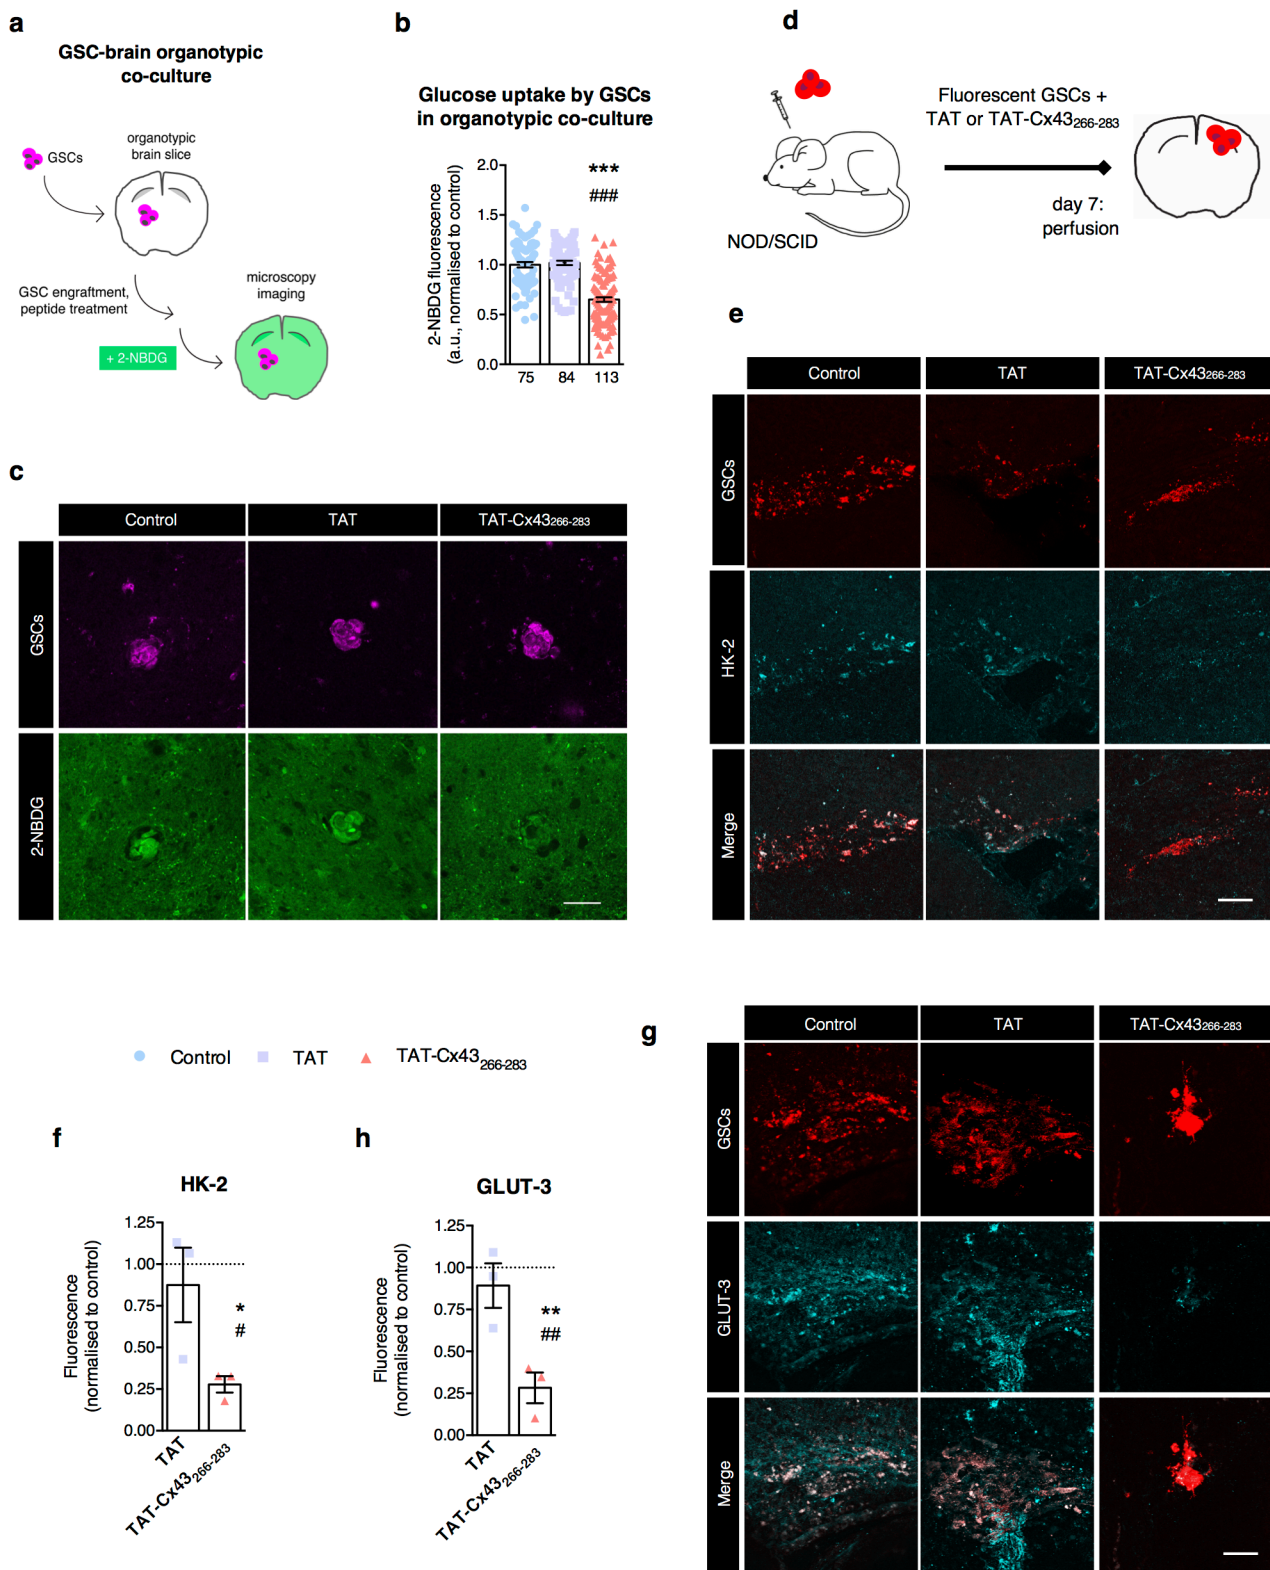 a
GSC-brain organotypic
co-culture
GSCs
organotypic
brain slice
GSC engraftment,
peptide treatment
microscopy
imaging
+ 2-NBDG
b
Glucose uptake by GSCs
in organotypic co-culture
2-NBDG fluorescence
(a.u., normalised to control)
2.0
1.5
1.0
0.5
0.0
***
###
75 84 113
c
Control TAT TAT-Cx43266-283
GSCs
2-NBDG
d
Fluorescent GSCs +
TAT or TAT-Cx43266-283
day 7:
perfusion
NOD/SCID
e
Control TAT TAT-Cx43266-283
GSCs
HK-2
Merge
Control TAT TAT-Cx43266-283
f
HK-2
Fluorescence
(normalised to control)
1.25
1.00
0.75
0.50
0.25
0.00
*
#
TAT
TAT-Cx43266-283
h
GLUT-3
Fluorescence
(normalised to control)
1.25
1.00
0.75
0.50
0.25
0.00
**
##
TAT
TAT-Cx43266-283
g
Control TAT TAT-Cx43266-283
GSCs
GLUT-3
Merge